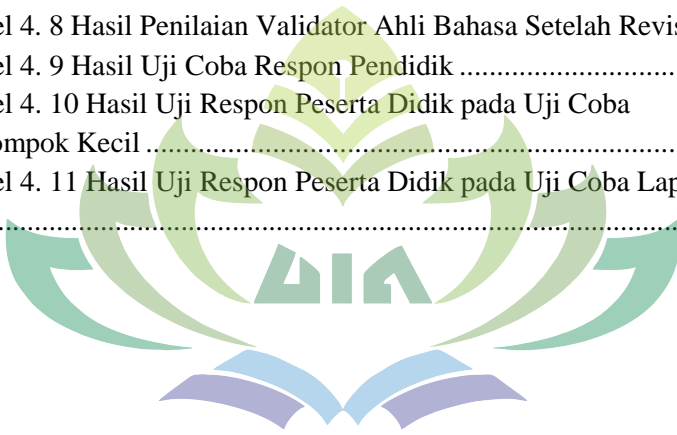 el 4. 8 Hasil Penilaian Validator Ahli Bahasa Setelah Revis
el 4. 9 Hasil Uji Coba Respon Pendidik ..............................
el 4. 10 Hasil Uji Respon Peserta Didik pada Uji Coba
ompok Kecil ..........................................................................
el 4. 11 Hasil Uji Respon Peserta Didik pada Uji Coba Lap
..............................................................................................
UIN